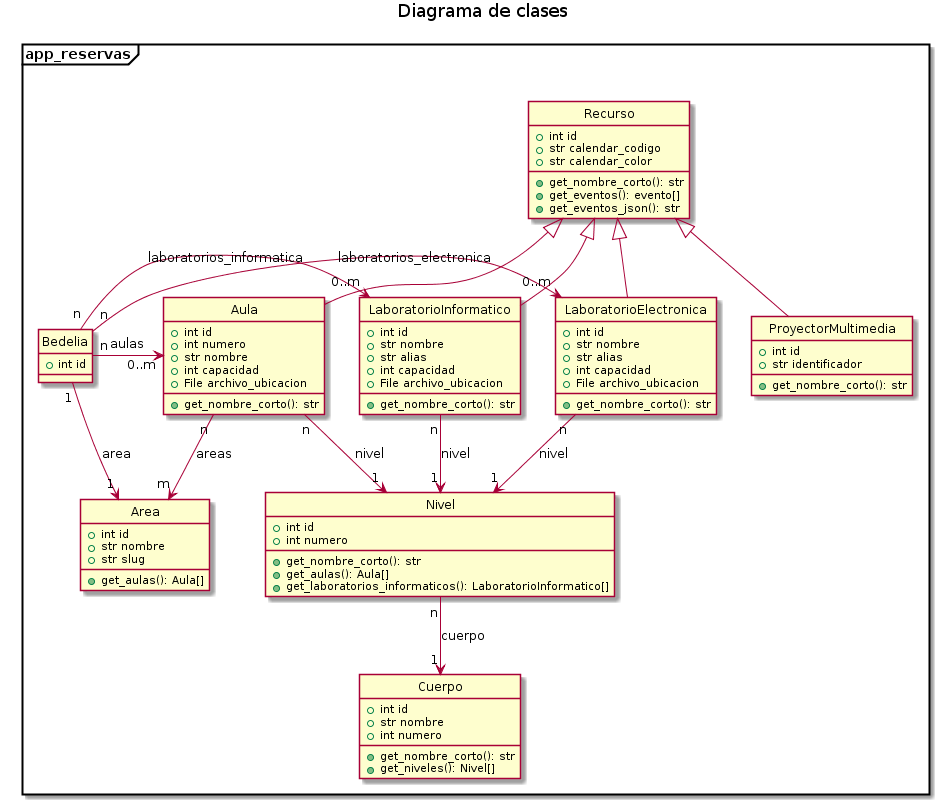 Diagrama de clases
app_reservas
Recurso
int id
str calendar_codigo
str calendar_color
get_nombre_corto(): str
get_eventos(): evento[]
get_eventos_json(): str
laboratorios_informatica
laboratorios_electronica
0..m
0..m
n
n
n
aulas
0..m
Bedelia
int id
Aula
int id
int numero
str nombre
int capacidad
File archivo_ubicacion
get_nombre_corto(): str
LaboratorioInformatico
int id
str nombre
str alias
int capacidad
File archivo_ubicacion
get_nombre_corto(): str
LaboratorioElectronica
int id
str nombre
str alias
int capacidad
File archivo_ubicacion
get_nombre_corto(): str
ProyectorMultimedia
int id
str identificador
get_nombre_corto(): str
1
area
1
n
areas
m
n
nivel
1
n
nivel
1
n
nivel
1
Area
int id
str nombre
str slug
get_aulas(): Aula[]
Nivel
int id
int numero
get_nombre_corto(): str
get_aulas(): Aula[]
get_laboratorios_informaticos(): LaboratorioInformatico[]
n
cuerpo
1
Cuerpo
int id
str nombre
int numero
get_nombre_corto(): str
get_niveles(): Nivel[]